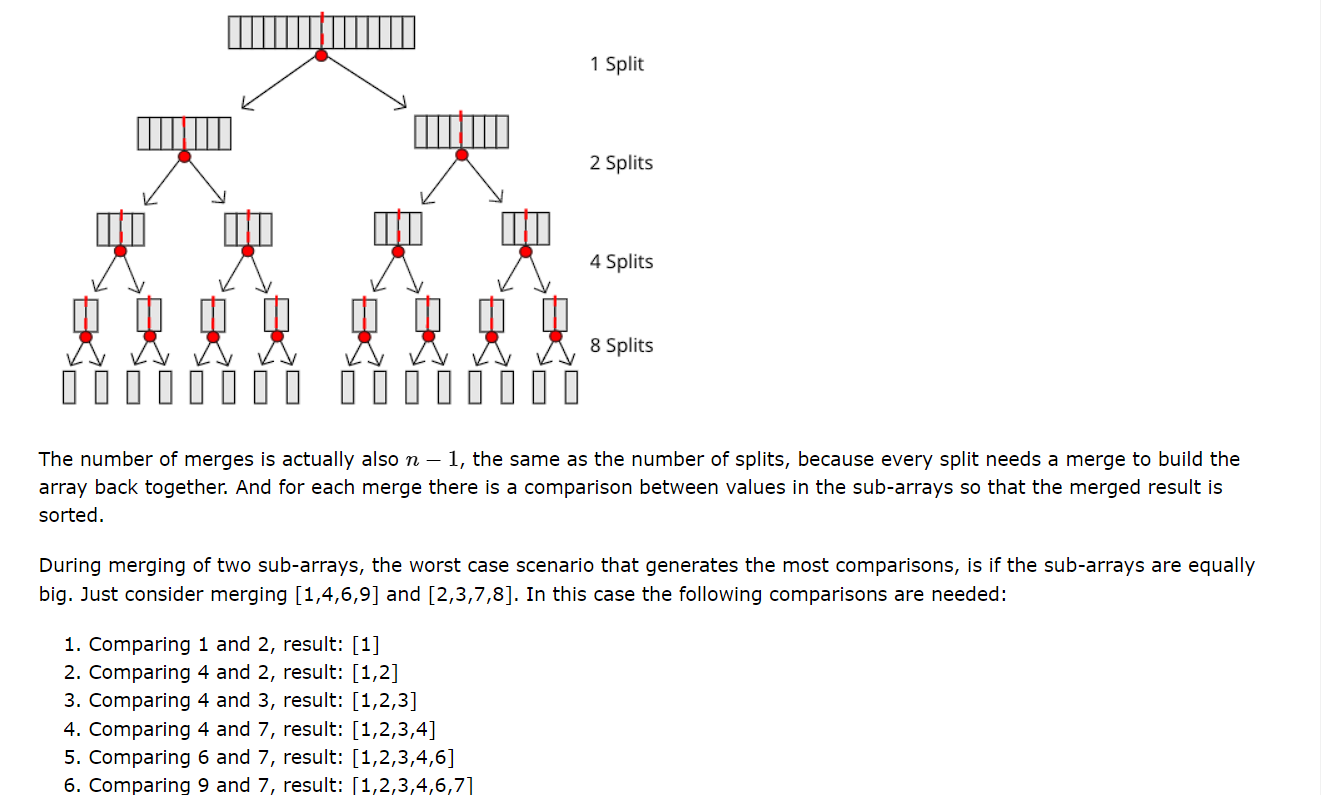 1 Split
2 Splits
4 Splits
8 Splits
The number of merges is actually also n − 1, the same as the number of splits, because every split needs a merge to build the
array back together. And for each merge there is a comparison between values in the sub-arrays so that the merged result is
sorted.
During merging of two sub-arrays, the worst case scenario that generates the most comparisons, is if the sub-arrays are equally
big. Just consider merging [1,4,6,9] and [2,3,7,8]. In this case the following comparisons are needed:
1. Comparing 1 and 2, result: [1]
2. Comparing 4 and 2, result: [1,2]
3. Comparing 4 and 3, result: [1,2,3]
4. Comparing 4 and 7, result: [1,2,3,4]
5. Comparing 6 and 7, result: [1,2,3,4,6]
6. Comparing 9 and 7, result: [1,2,3,4,6,7]